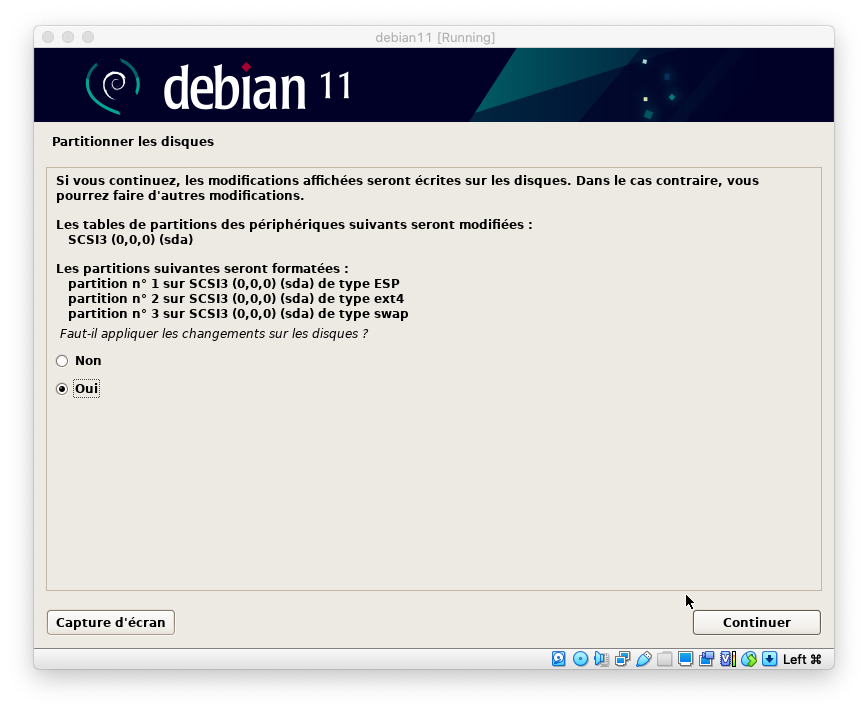 debian11 [Running]
debian 11
Partitionner les disques
Si vous continuez, les modifications affichées seront écrites sur les disques. Dans le cas contraire, vous
pourrez faire d'autres modifications.
Les tables de partitions des périphériques suivants seront modifiées :
SCSI3 (0,0,0) (sda)
Les partitions suivantes seront formatées :
partition n° 1 sur SCSI3 (0,0,0) (sda) de type ESP
partition n° 2 sur SCSI3 (0,0,0) (sda) de type ext4
partition n° 3 sur SCSI3 (0,0,0) (sda) de type swap
Faut-il appliquer les changements sur les disques ?
Non
Oui
Capture d'écran
Continuer
Left ⌘